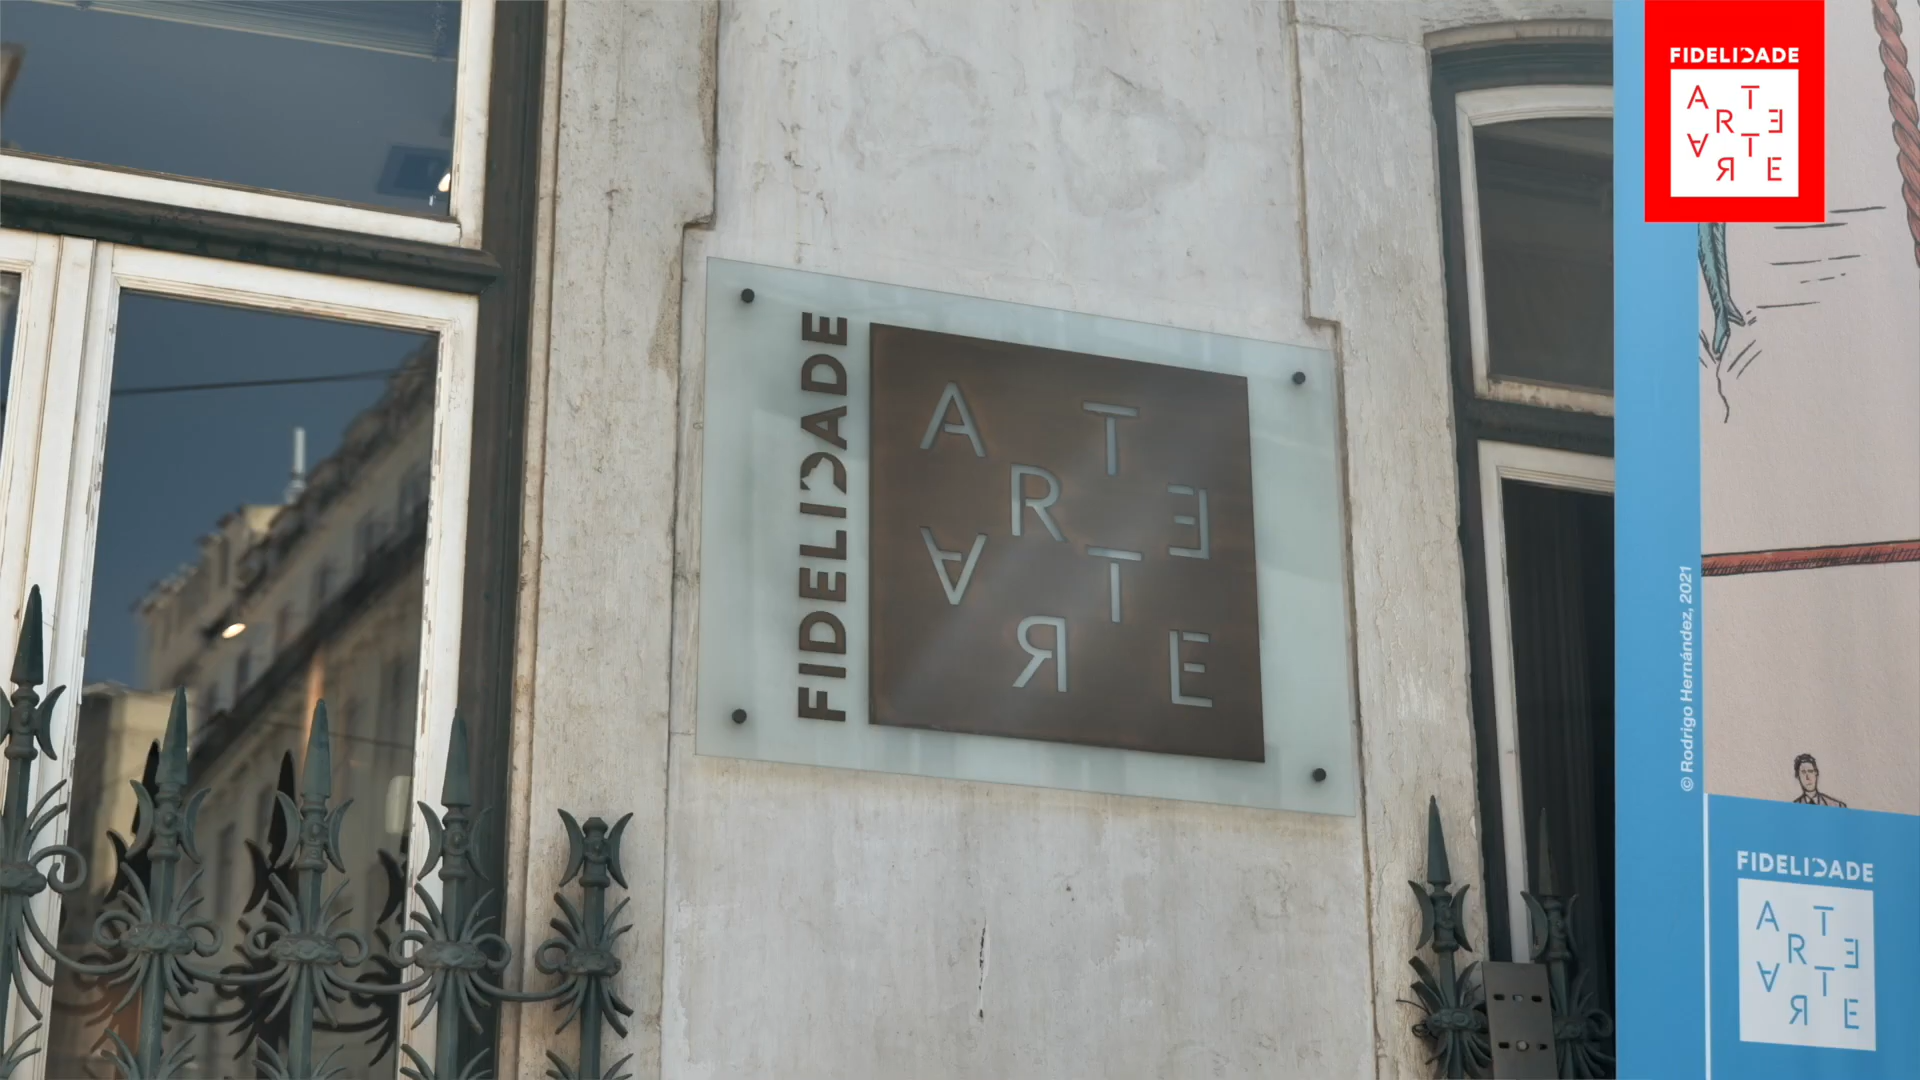 FIDELIDADE
A T
R Ǝ
∀ T
Я E
FIDELIDADE
A T
R Ǝ
∀ T
Я E
© Rodrigo Hernández, 2021
FIDELIDADE
A T
R Ǝ
∀ T
Я E